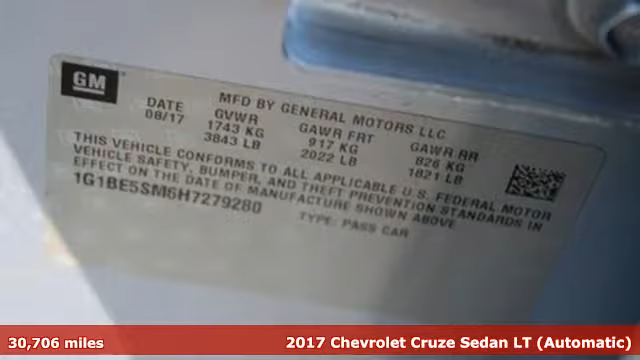 GM
MFD BY GENERAL MOTORS LLC
DATE GVWR GAWR FRT GAWR RR
08/17 1743 KG 917 KG 826 KG
3843 LB 2022 LB 1821 LB
THIS VEHICLE CONFORMS TO ALL APPLICABLE U.S. FEDERAL MOTOR
VEHICLE SAFETY, BUMPER, AND THEFT PREVENTION STANDARDS IN
EFFECT ON THE DATE OF MANUFACTURE SHOWN ABOVE
1G1BE5SM6H7279280 TYPE: PASS CAR
30,706 miles 2017 Chevrolet Cruze Sedan LT (Automatic)